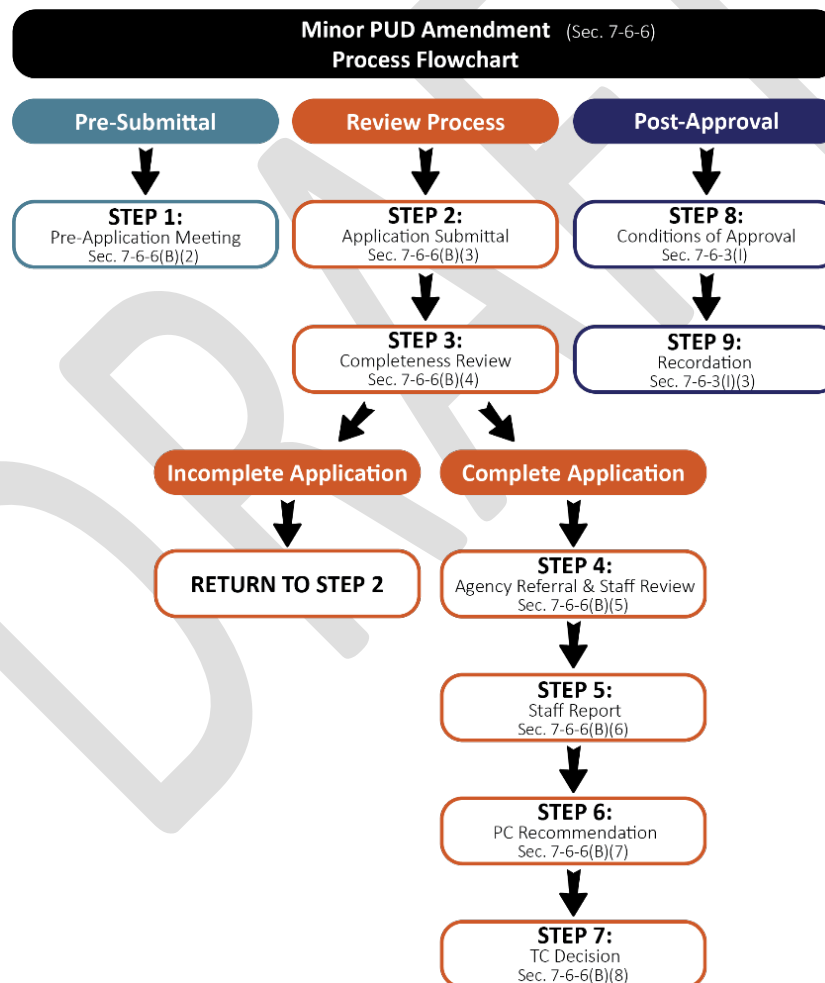 Minor PUD Amendment (Sec. 7-6-6)
Process Flowchart
Pre-Submittal
Review Process
Post-Approval
STEP 1:
Pre-Application Meeting
Sec. 7-6-6(B)(2)
STEP 2:
Application Submittal
Sec. 7-6-6(B)(3)
STEP 8:
Conditions of Approval
Sec. 7-6-3(I)
STEP 3:
Completeness Review
Sec. 7-6-6(B)(4)
STEP 9:
Recordation
Sec. 7-6-3(I)(3)
Incomplete Application
Complete Application
RETURN TO STEP 2
STEP 4:
Agency Referral & Staff Review
Sec. 7-6-6(B)(5)
STEP 5:
Staff Report
Sec. 7-6-6(B)(6)
STEP 6:
PC Recommendation
Sec. 7-6-6(B)(7)
STEP 7:
TC Decision
Sec. 7-6-6(B)(8)
DRAF